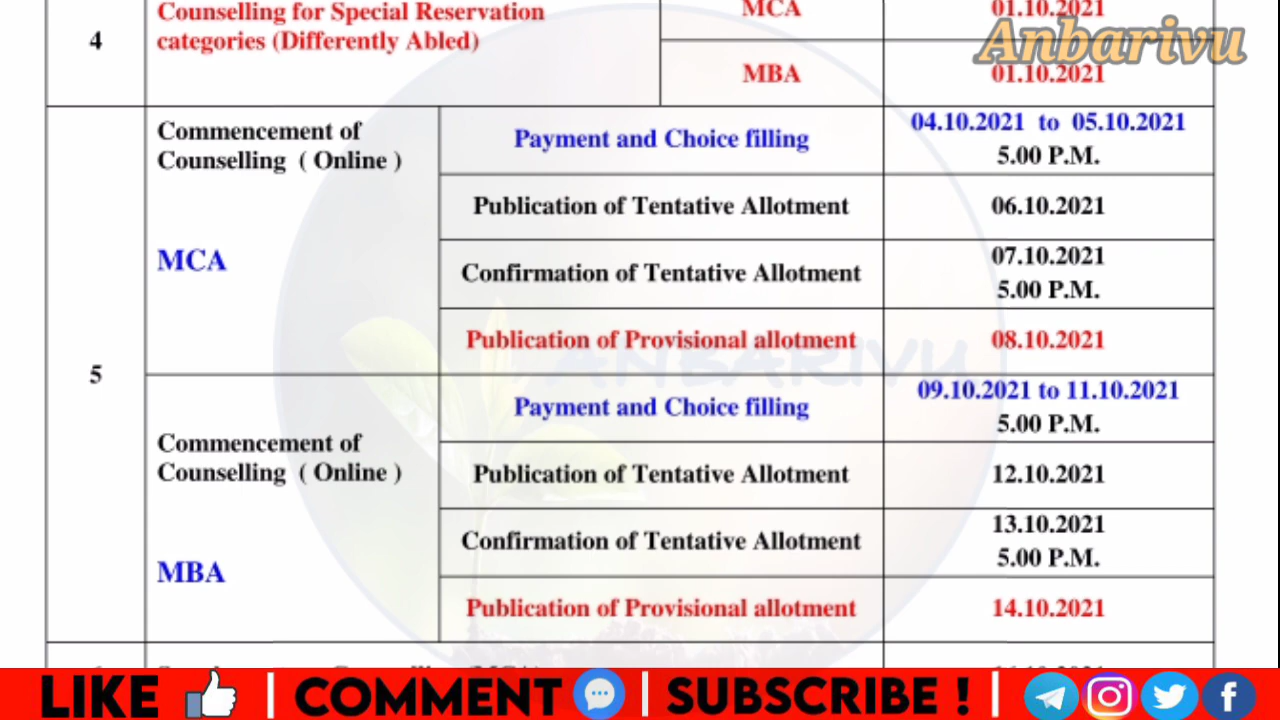 Counselling for Special Reservation
categories (Differently Abled)
4
MCA
01.10.2021
MBA
01.10.2021
Anbarivu
5
Commencement of
Counselling ( Online )
MCA
Payment and Choice filling
04.10.2021 to 05.10.2021
5.00 P.M.
Publication of Tentative Allotment
06.10.2021
Confirmation of Tentative Allotment
07.10.2021
5.00 P.M.
Publication of Provisional allotment
08.10.2021
ANBARIVU
Commencement of
Counselling ( Online )
MBA
Payment and Choice filling
09.10.2021 to 11.10.2021
5.00 P.M.
Publication of Tentative Allotment
12.10.2021
Confirmation of Tentative Allotment
13.10.2021
5.00 P.M.
Publication of Provisional allotment
14.10.2021
LIKE | COMMENT | SUBSCRIBE ! |